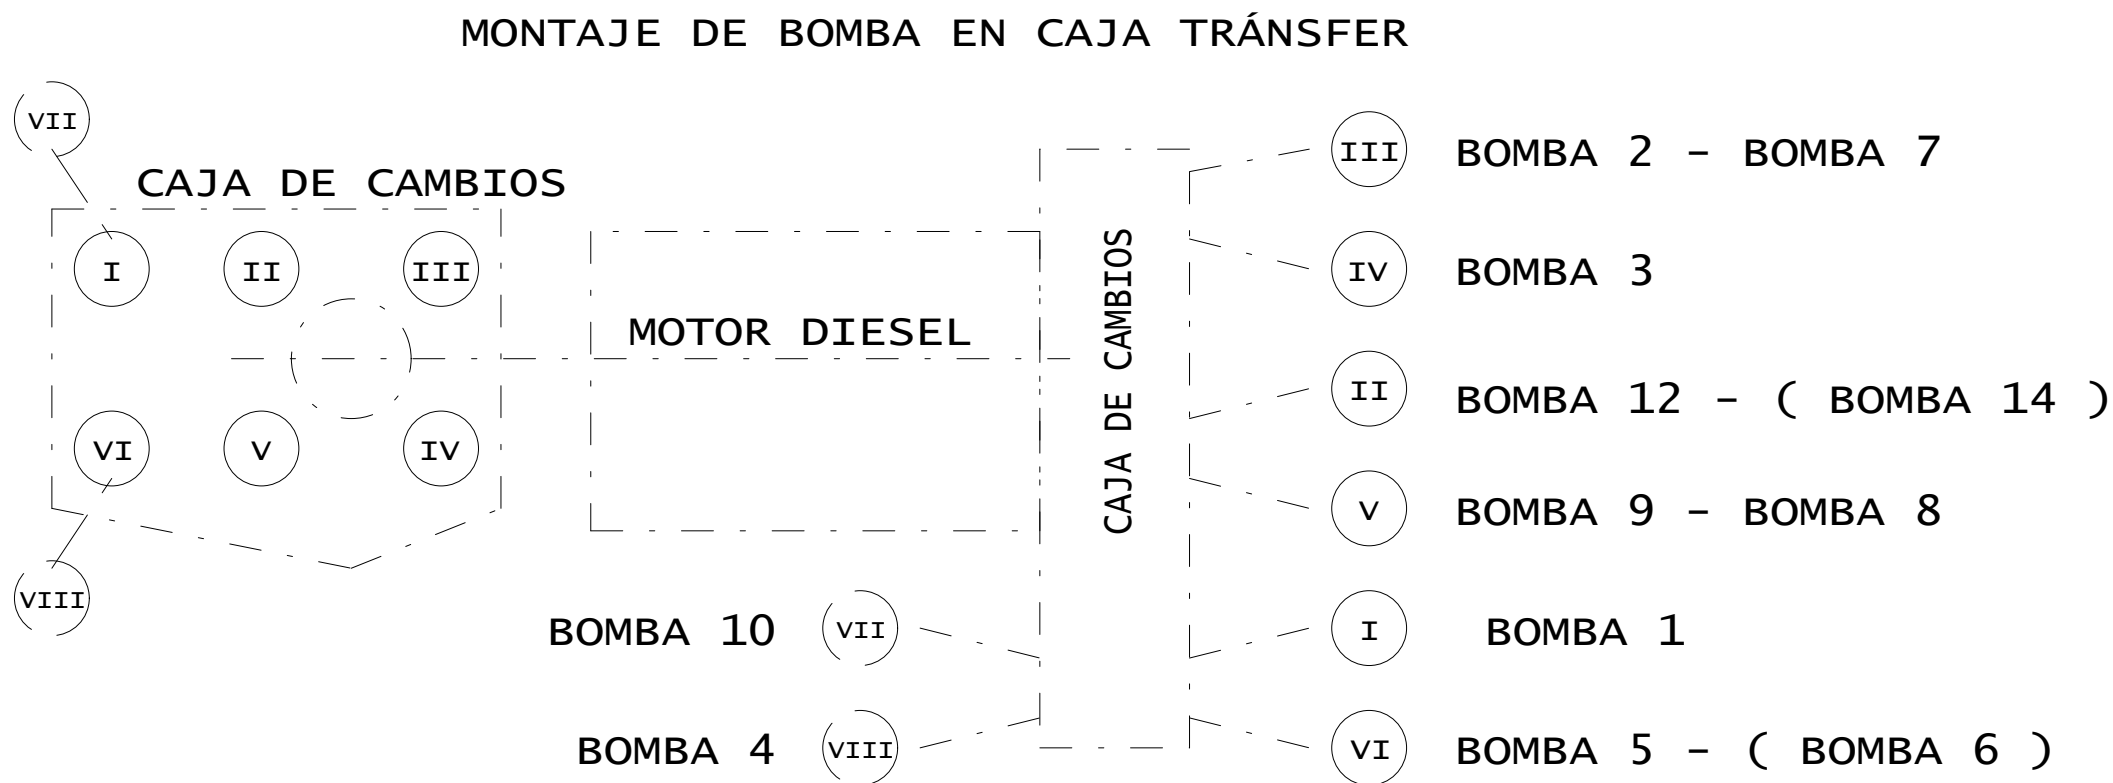 MONTAJE DE BOMBA EN CAJA TRÁNSFER
VII
CAJA DE CAMBIOS
I II III
VI V IV
VIII
MOTOR DIESEL
CAJA DE CAMBIOS
III BOMBA 2 - BOMBA 7
IV BOMBA 3
II BOMBA 12 - ( BOMBA 14 )
V BOMBA 9 - BOMBA 8
BOMBA 10 VII
I BOMBA 1
BOMBA 4 VIII
VI BOMBA 5 - ( BOMBA 6 )